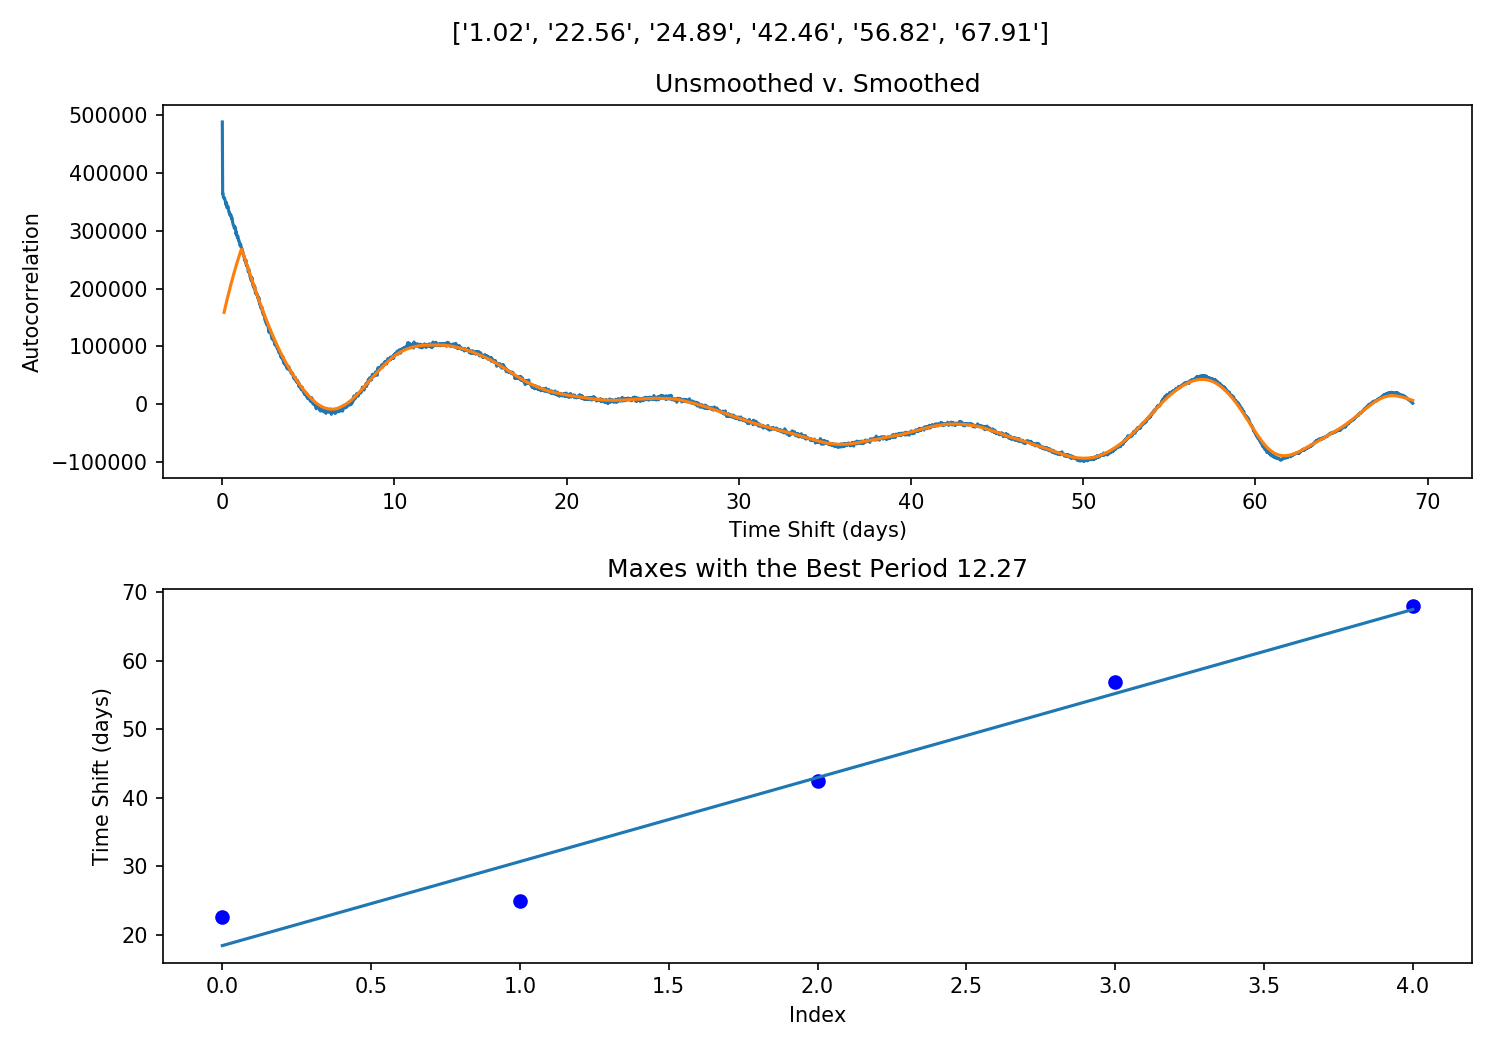 ['1.02', '22.56', '24.89', '42.46', '56.82', '67.91']
Unsmoothed v. Smoothed
500000
400000
300000
200000
100000
0
−100000
Autocorrelation
0 10 20 30 40 50 60 70
Time Shift (days)
Maxes with the Best Period 12.27
70
60
50
40
30
20
Time Shift (days)
0.0 0.5 1.0 1.5 2.0 2.5 3.0 3.5 4.0
Index